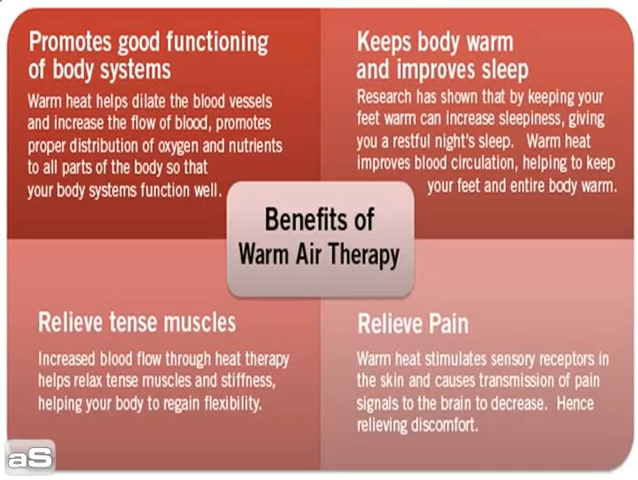 Promotes good functioning
of body systems
Warm heat helps dilate the blood vessels
and increase the flow of blood, promotes
proper distribution of oxygen and nutrients
to all parts of the body so that
your body systems function well.
Keeps body warm
and improves sleep
Research has shown that by keeping your
feet warm can increase sleepiness, giving
you a restful night's sleep. Warm heat
improves blood circulation, helping to keep
your feet and entire body warm.
Benefits of
Warm Air Therapy
Relieve tense muscles
Increased blood flow through heat therapy
helps relax tense muscles and stiffness,
helping your body to regain flexibility.
Relieve Pain
Warm heat stimulates sensory receptors in
the skin and causes transmission of pain
signals to the brain to decrease. Hence
relieving discomfort.
aS